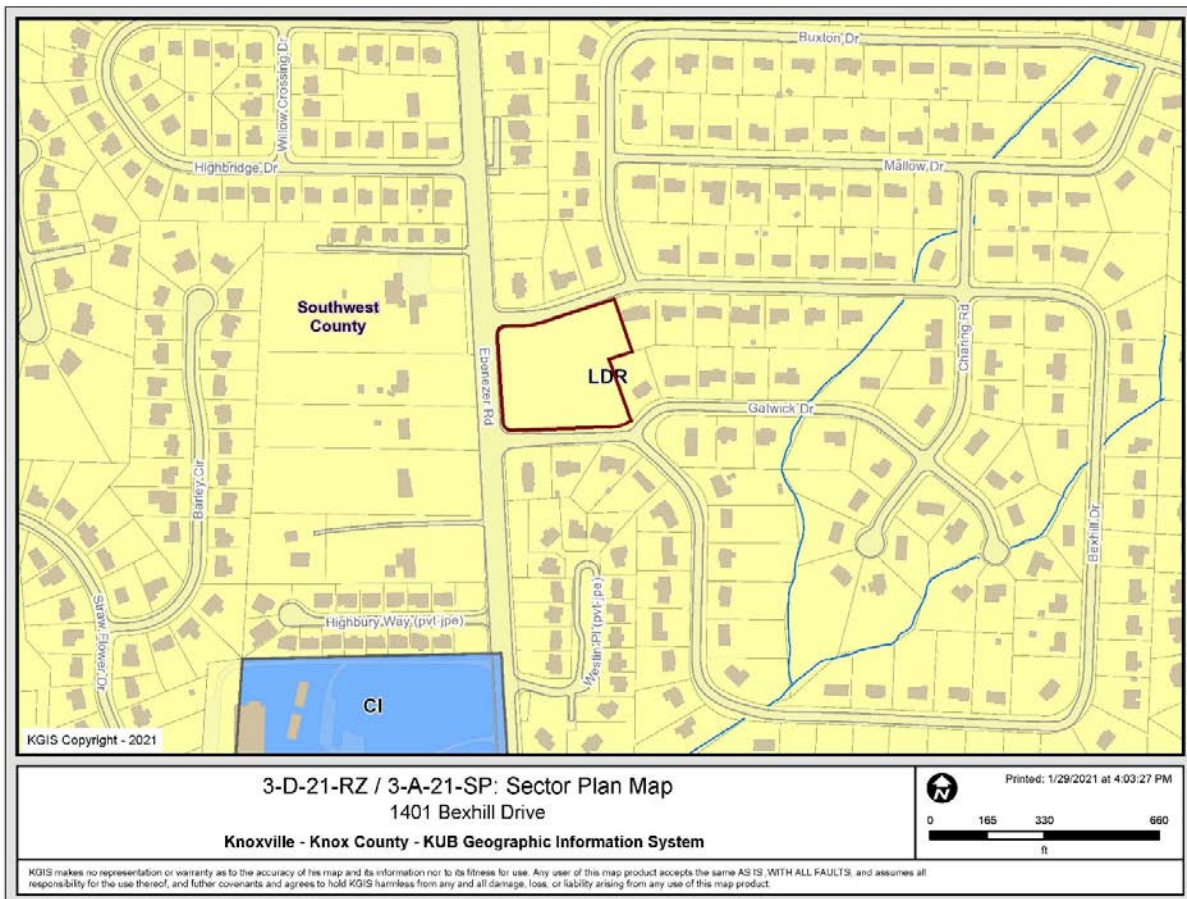 Buxton Dr
Willow Crossing Dr
Highbridge Dr
Mallow Dr
Southwest
County
Ebenezer Rd
LDR
Charing Rd
Gatwick Dr
Barley Cir
Bexhill Dr
Straw Flower Dr
Highbury Way (pvt-jpe)
Westin Pl (pvt-jpe)
CI
KGIS Copyright - 2021
3-D-21-RZ / 3-A-21-SP: Sector Plan Map
1401 Bexhill Drive
Knoxville - Knox County - KUB Geographic Information System
N
Printed: 1/29/2021 at 4:03:27 PM
0 165 330 660
ft
KGIS makes no representation or warranty as to the accuracy of his map and its information nor to its fitness for use. Any user of this map product accepts the same AS IS ,WITH ALL FAULTS, and assumes all
responsibility for the use thereof, and futher covenants and agrees to hold KGIS harmless from any and all damage, loss, or liability arising from any use of this map product.